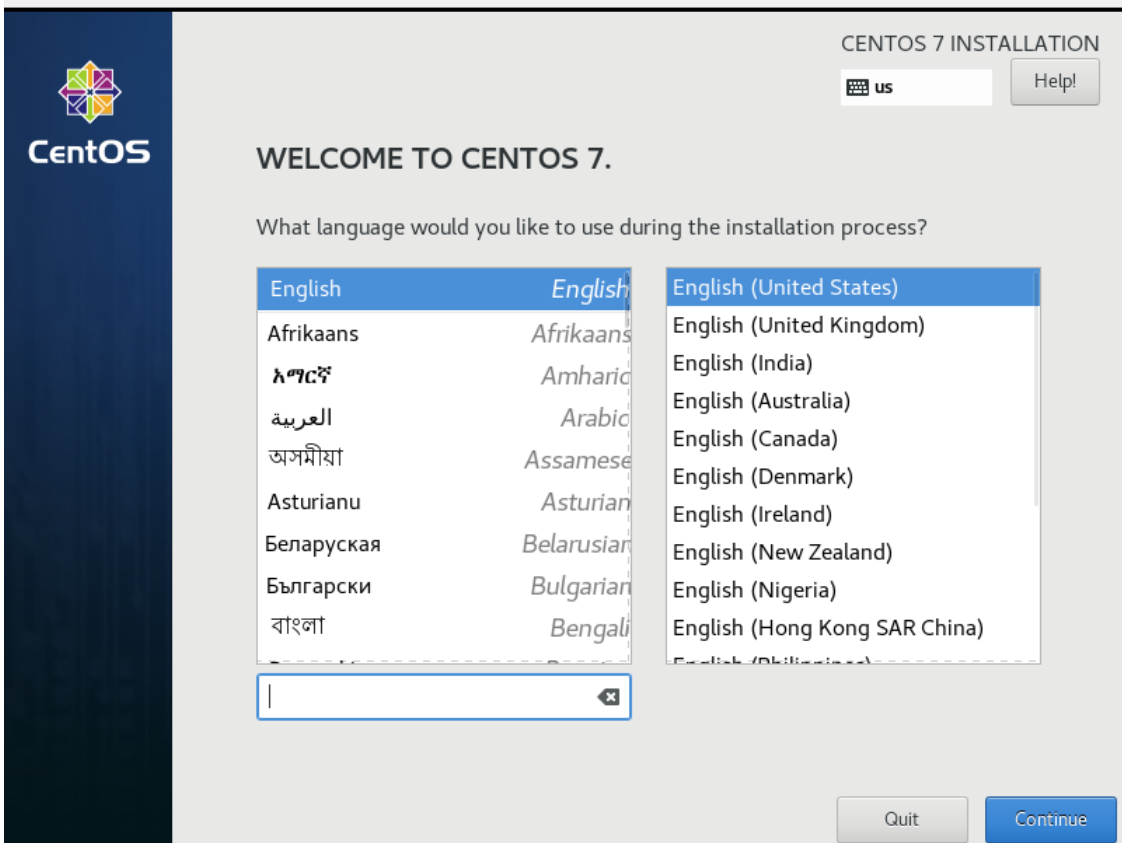 CENTOS 7 INSTALLATION
us
Help!
CentOS
WELCOME TO CENTOS 7.
What language would you like to use during the installation process?
English English
Afrikaans Afrikaans
አማርኛ Amharic
العربية Arabic
অসমীয়া Assamese
Asturianu Asturian
Беларуская Belarusian
Български Bulgarian
বাংলা Bengali
English (United States)
English (United Kingdom)
English (India)
English (Australia)
English (Canada)
English (Denmark)
English (Ireland)
English (New Zealand)
English (Nigeria)
English (Hong Kong SAR China)
English (Philippines)
Quit
Continue